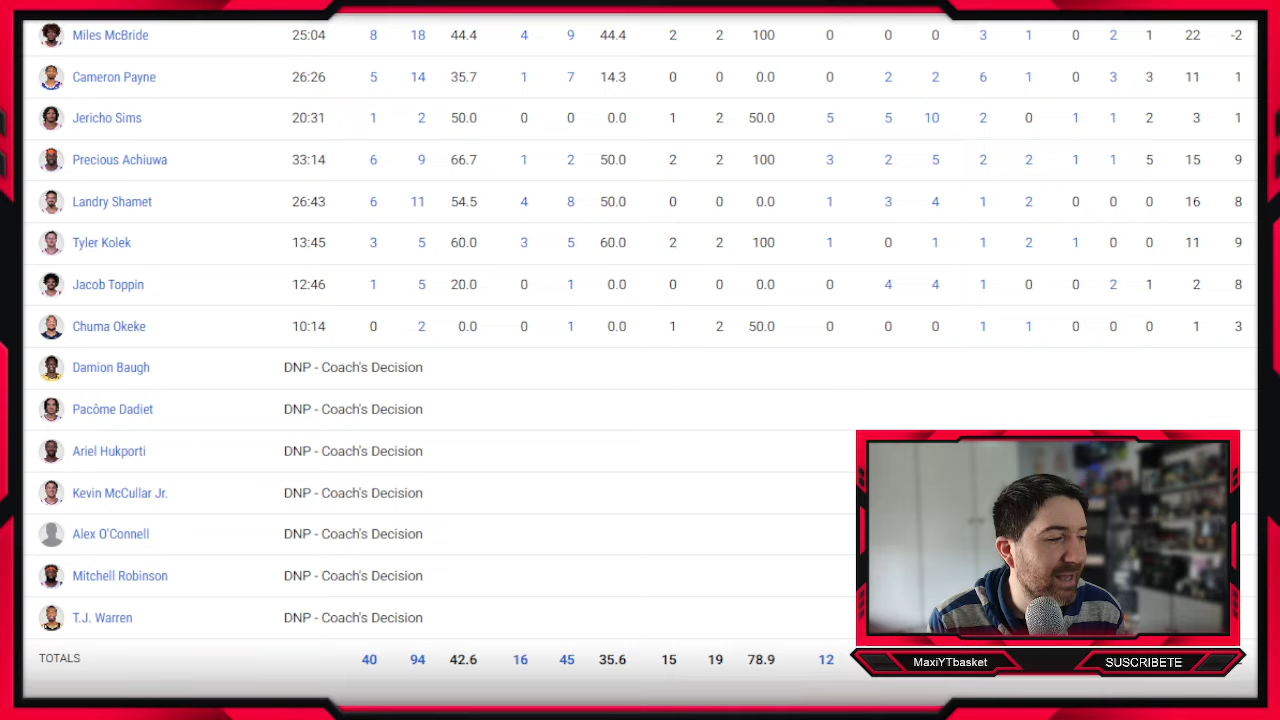 Miles McBride 25:04 8 18 44.4 4 9 44.4 2 2 100 0 0 0 3 1 0 2 1 22 -2
Cameron Payne 26:26 5 14 35.7 1 7 14.3 0 0 0.0 0 2 2 6 1 0 3 3 11 1
Jericho Sims 20:31 1 2 50.0 0 0 0.0 1 2 50.0 5 5 10 2 0 1 1 2 3 1
Precious Achiuwa 33:14 6 9 66.7 1 2 50.0 2 2 100 3 2 5 2 2 1 1 5 15 9
Landry Shamet 26:43 6 11 54.5 4 8 50.0 0 0 0.0 1 3 4 1 2 0 0 0 16 8
Tyler Kolek 13:45 3 5 60.0 3 5 60.0 2 2 100 1 0 1 1 2 1 0 0 11 9
Jacob Toppin 12:46 1 5 20.0 0 1 0.0 0 0 0.0 0 4 4 1 0 0 2 1 2 8
Chuma Okeke 10:14 0 2 0.0 0 1 0.0 1 2 50.0 0 0 0 1 1 0 0 0 1 3
Damion Baugh DNP - Coach's Decision
Pacôme Dadiet DNP - Coach's Decision
Ariel Hukporti DNP - Coach's Decision
Kevin McCullar Jr. DNP - Coach's Decision
Alex O'Connell DNP - Coach's Decision
Mitchell Robinson DNP - Coach's Decision
T.J. Warren DNP - Coach's Decision
TOTALS 40 94 42.6 16 45 35.6 15 19 78.9 12
MaxiYTbasket SUSCRIBETE